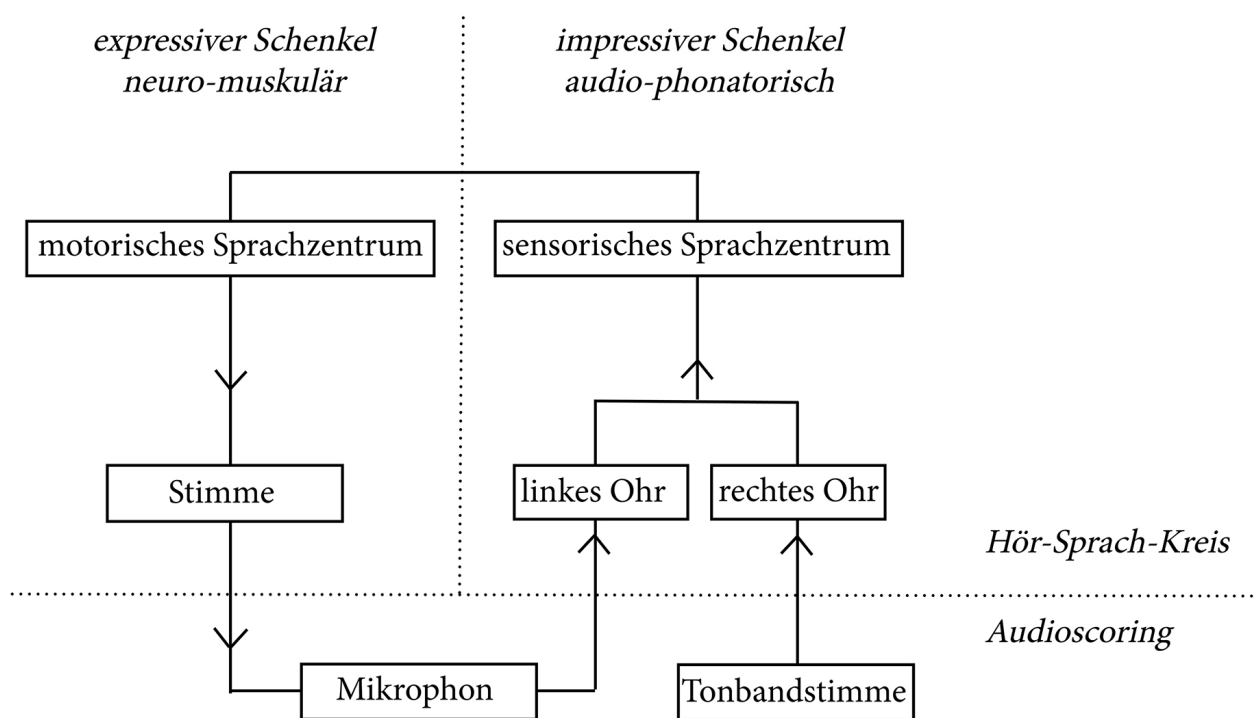 expressiver Schenkel
neuro-muskulär
impressiver Schenkel
audio-phonatorisch
motorisches Sprachzentrum
sensorisches Sprachzentrum
Stimme
linkes Ohr
rechtes Ohr
Hör-Sprach-Kreis
Audioscoring
Mikrophon
Tonbandstimme